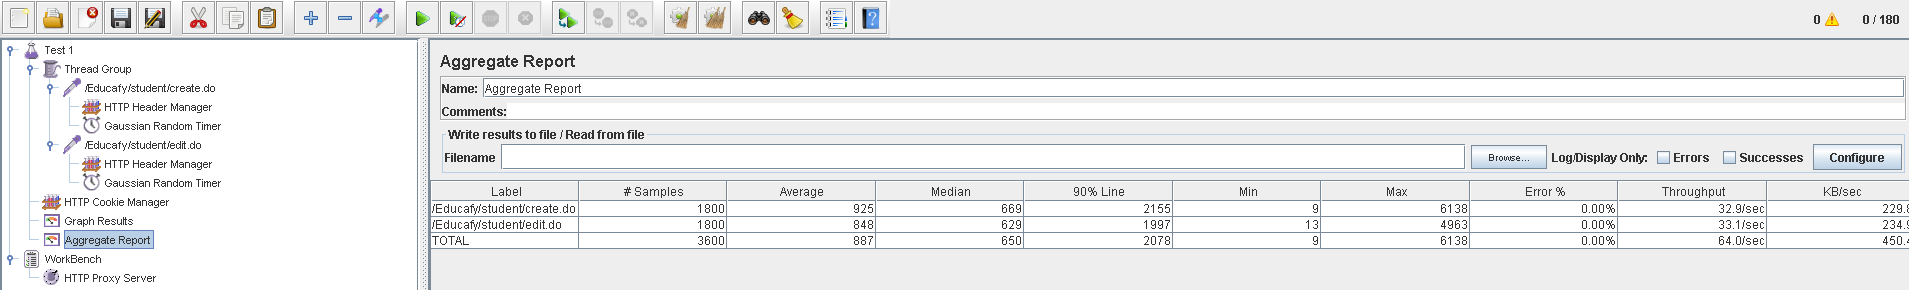 0 0 / 180
Test 1
Thread Group
/Educafy/student/create.do
HTTP Header Manager
Gaussian Random Timer
/Educafy/student/edit.do
HTTP Header Manager
Gaussian Random Timer
HTTP Cookie Manager
Graph Results
Aggregate Report
WorkBench
HTTP Proxy Server
Aggregate Report
Name: Aggregate Report
Comments:
Write results to file / Read from file
Filename Browse... Log/Display Only: Errors Successes Configure
Label # Samples Average Median 90% Line Min Max Error % Throughput KB/sec
/Educafy/student/create.do 1800 925 669 2155 9 6138 0.00% 32.9/sec 229.
/Educafy/student/edit.do 1800 848 629 1997 13 4963 0.00% 33.1/sec 234.
TOTAL 3600 887 650 2078 9 6138 0.00% 64.0/sec 450.